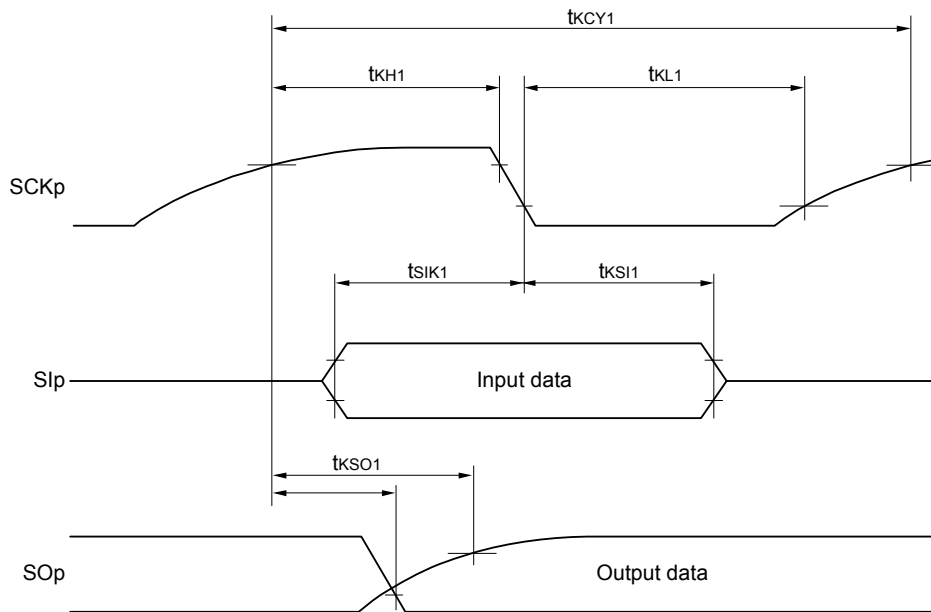 tKCY1
tKH1
tKL1
SCKp
tSIK1
tKSI1
SIp
Input data
tKSO1
SOp
Output data